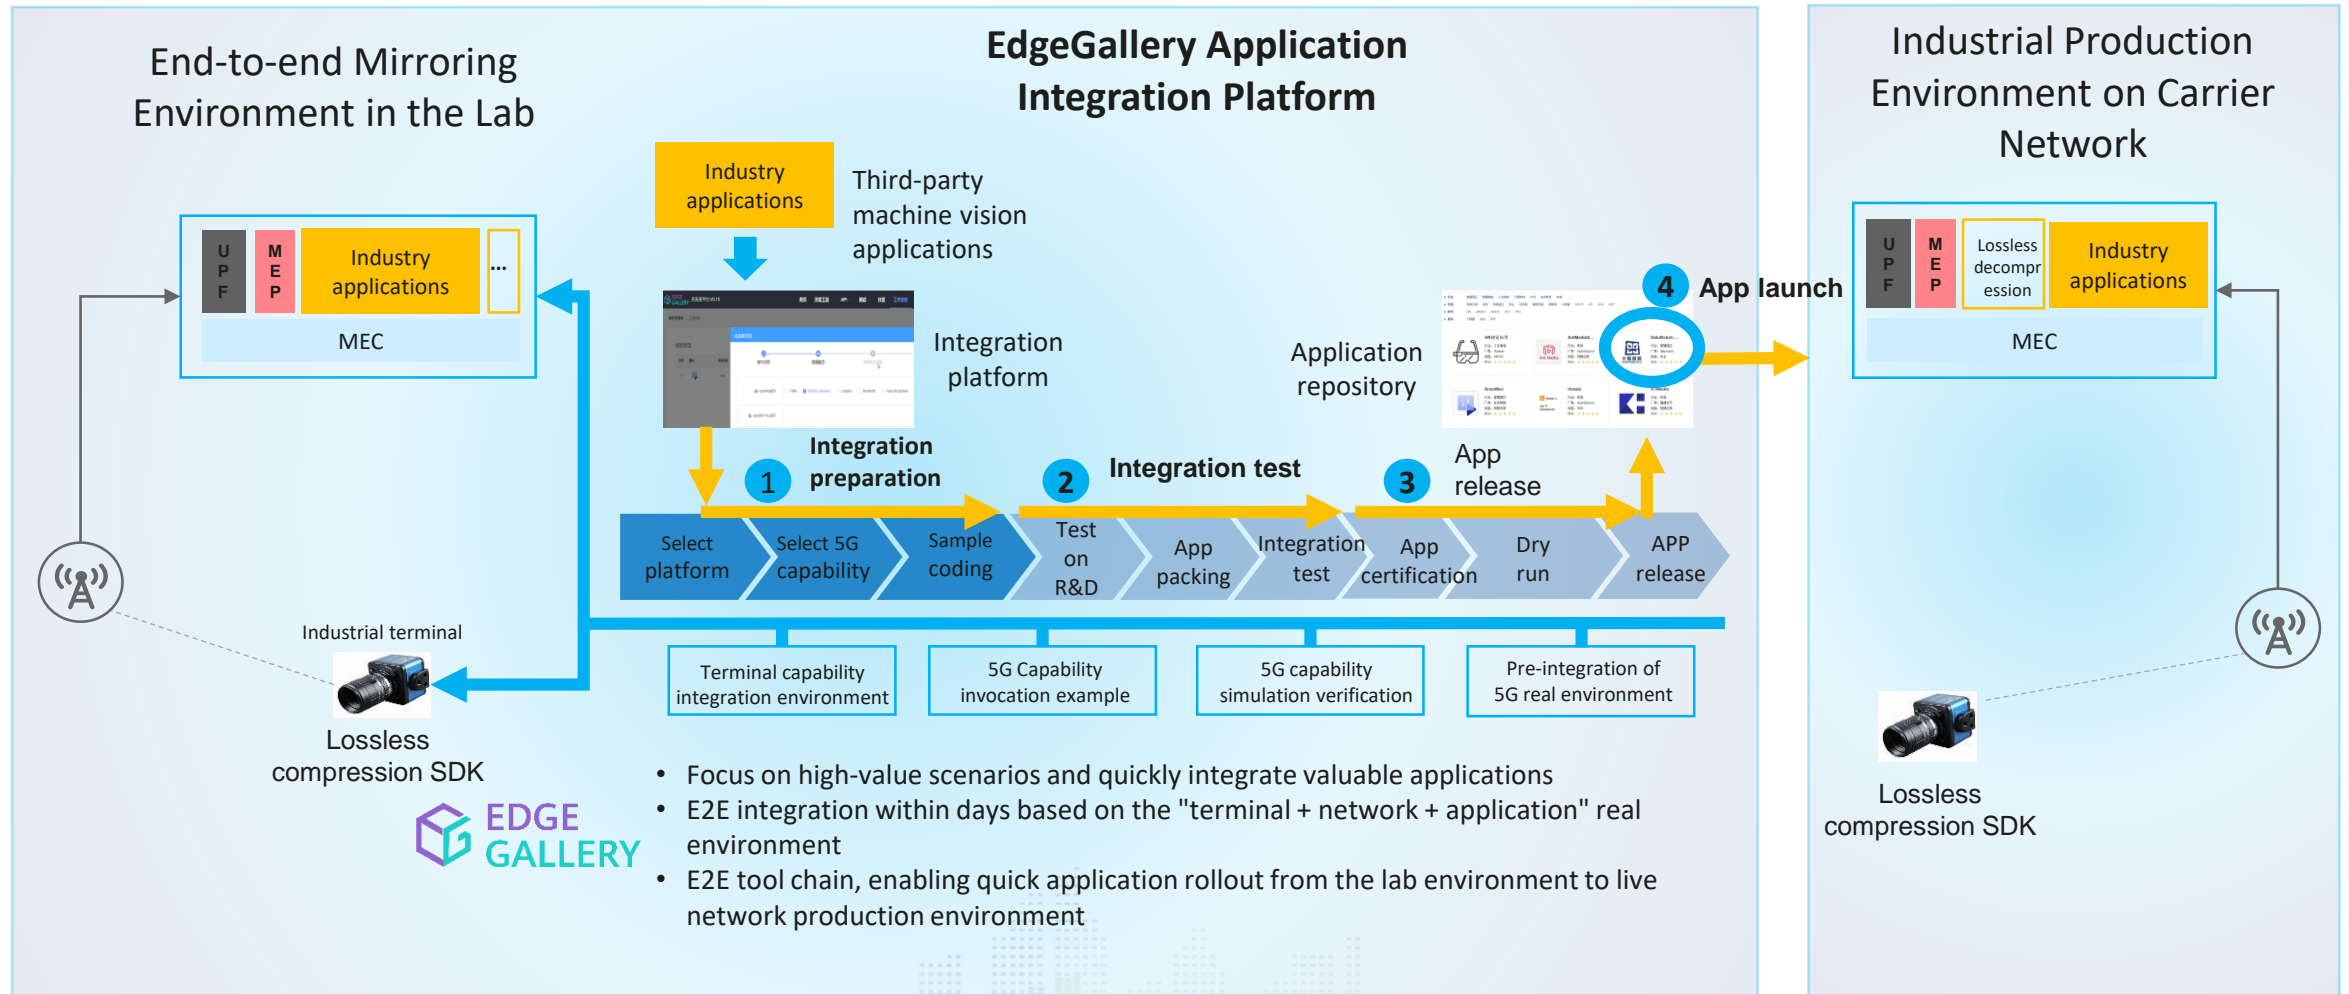 End-to-end Mirroring
Environment in the Lab
EdgeGallery Application
Integration Platform
Industrial Production
Environment on Carrier
Network
Industry
applications
Third-party
machine vision
applications
U
P
F
M
E
P
Industry
applications
...
MEC
EDGE
GALLERY
API
Integration
platform
Application
repository
4
App launch
U
P
F
M
E
P
Lossless
decompr
ession
Industry
applications
MEC
1
Integration
preparation
2
Integration test
3
App
release
Select
platform
Select 5G
capability
Sample
coding
Test
on
R&D
App
packing
Integration
test
App
certification
Dry
run
APP
release
Industrial terminal
Lossless
compression SDK
Terminal capability
integration environment
5G Capability
invocation example
5G capability
simulation verification
Pre-integration of
5G real environment
Lossless
compression SDK
EDGE
GALLERY
• Focus on high-value scenarios and quickly integrate valuable applications
• E2E integration within days based on the "terminal + network + application" real
environment
• E2E tool chain, enabling quick application rollout from the lab environment to live
network production environment